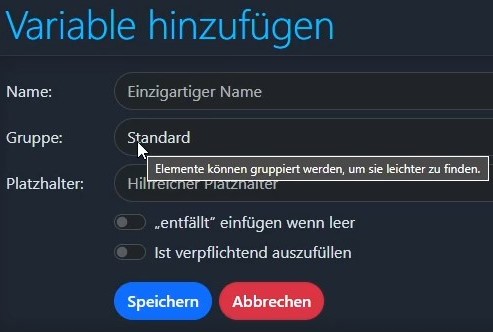 Variable hinzufügen
Name:
Einzigartiger Name
Gruppe:
Standard
Elemente können gruppiert werden, um sie leichter zu finden.
Platzhalter:
Hilfreicher Platzhalter
„entfällt“ einfügen wenn leer
Ist verpflichtend auszufüllen
Speichern
Abbrechen